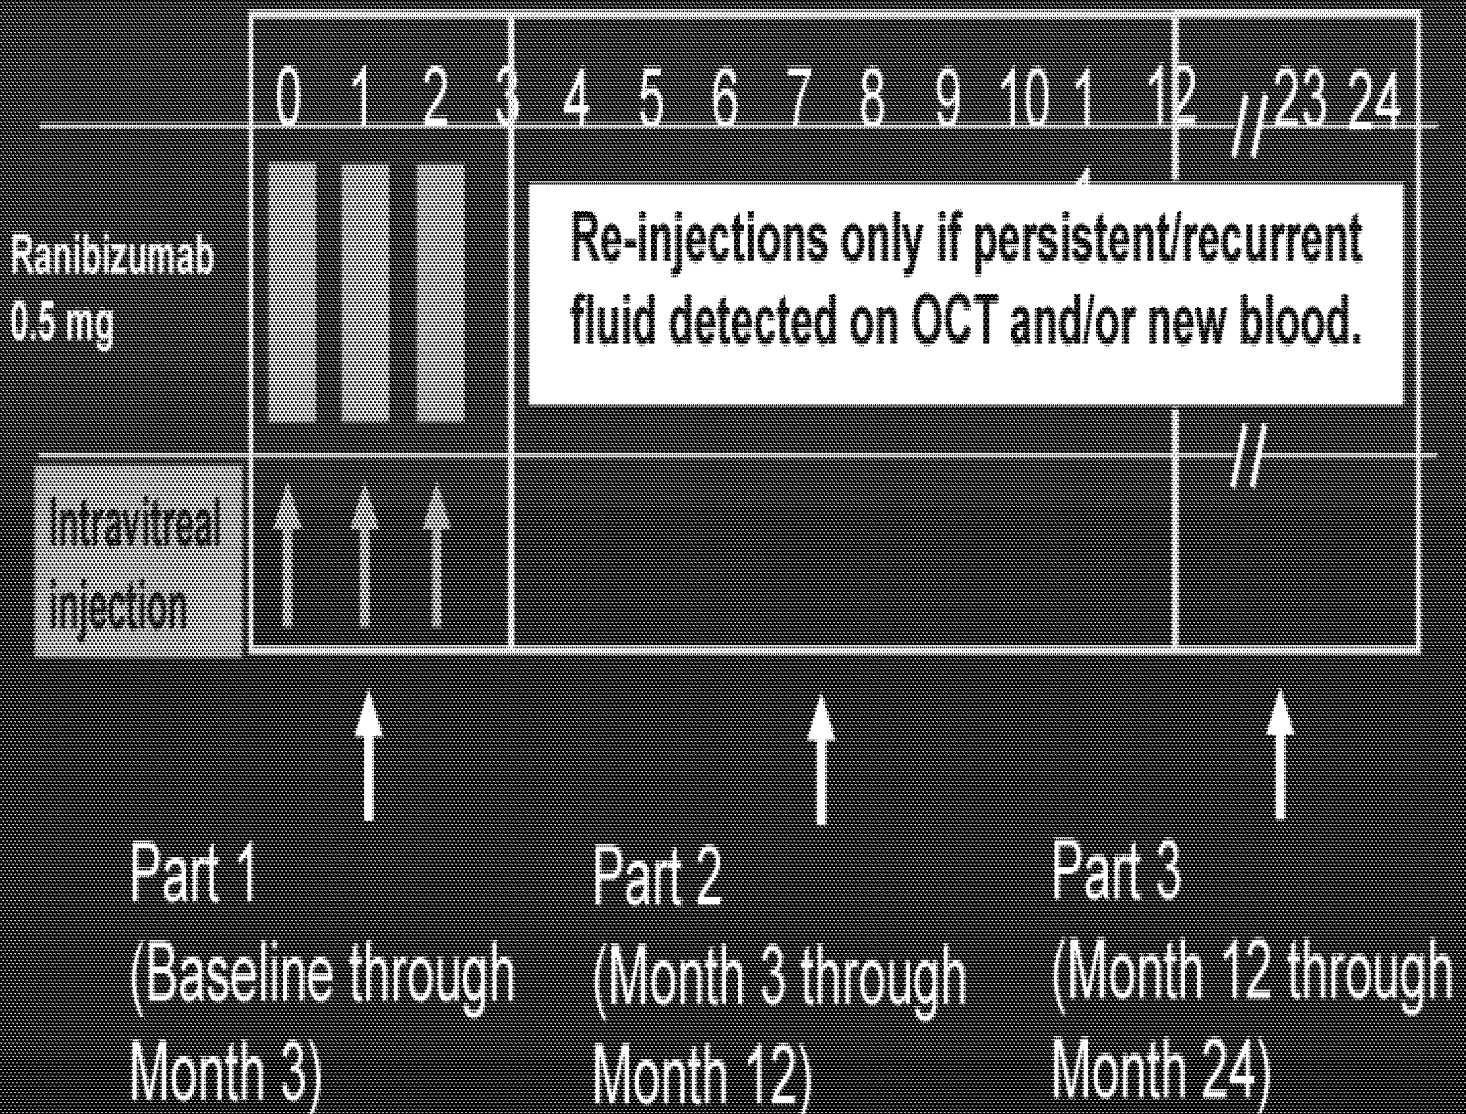 0 1 2 3 4 5 6 7 8 9 10 1 12 // 23 24
Ranibizumab
0.5 mg
Re-injections only if persistent/recurrent
fluid detected on OCT and/or new blood.
//
Intravitreal
injection
Part 1
(Baseline through
Month 3)
Part 2
(Month 3 through
Month 12)
Part 3
(Month 12 through
Month 24)